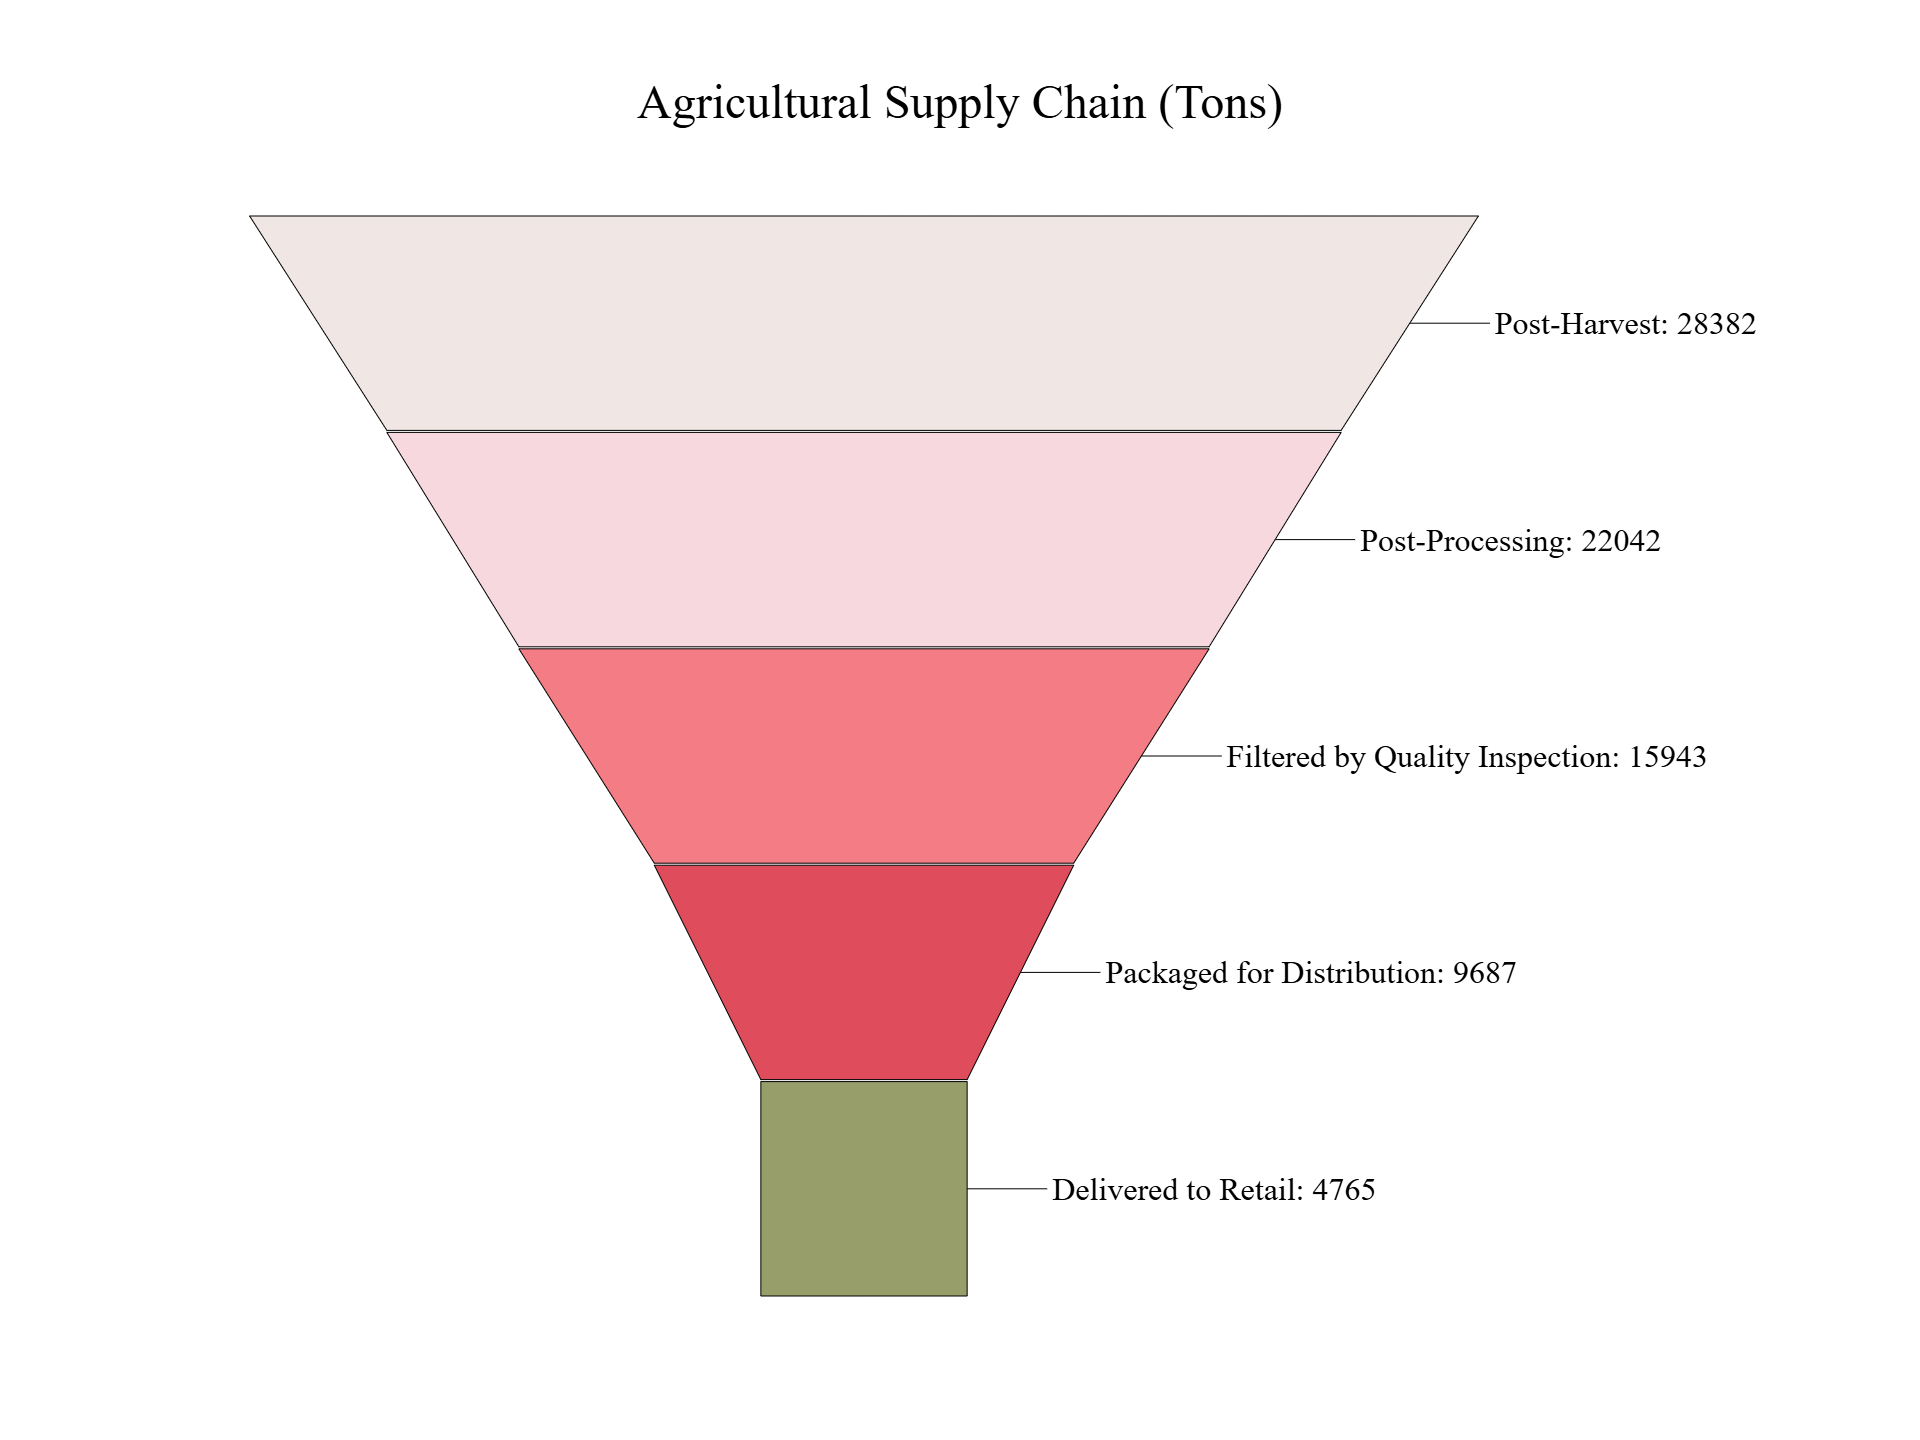 Agricultural Supply Chain (Tons)
Post-Harvest: 28382
Post-Processing: 22042
Filtered by Quality Inspection: 15943
Packaged for Distribution: 9687
Delivered to Retail: 4765